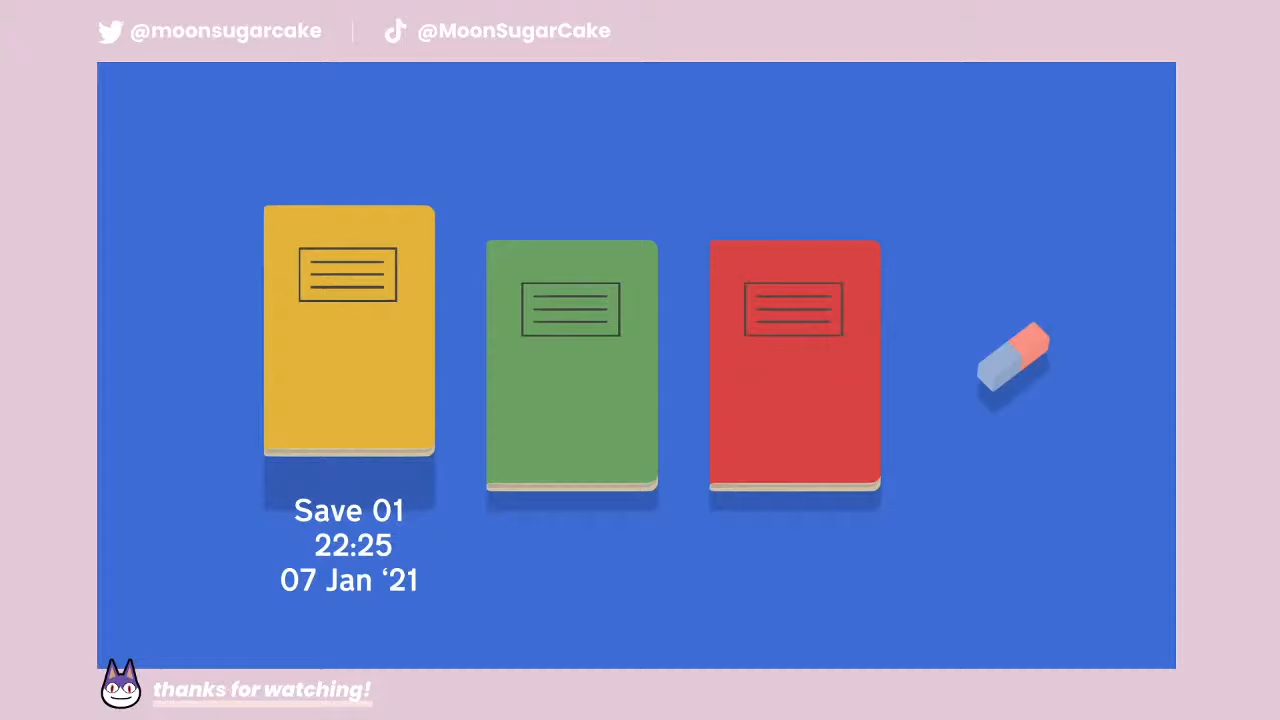 @moonsugarcake
@MoonSugarCake
Save 01
22:25
07 Jan ‘21
thanks for watching!